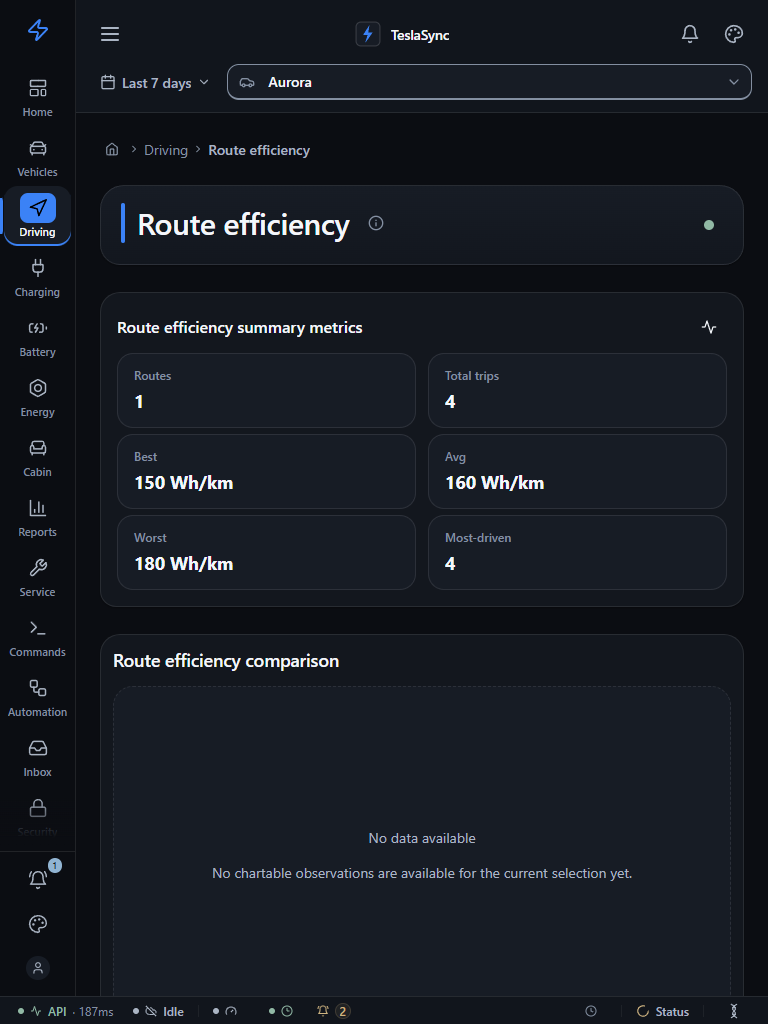 TeslaSync
Last 7 days
Aurora
Home
Vehicles
Driving
Charging
Battery
Energy
Cabin
Reports
Service
Commands
Automation
Inbox
Security
1
Driving
Route efficiency
Route efficiency
Route efficiency summary metrics
Routes
1
Total trips
4
Best
150 Wh/km
Avg
160 Wh/km
Worst
180 Wh/km
Most-driven
4
Route efficiency comparison
No data available
No chartable observations are available for the current selection yet.
API · 187ms
Idle
2
Status